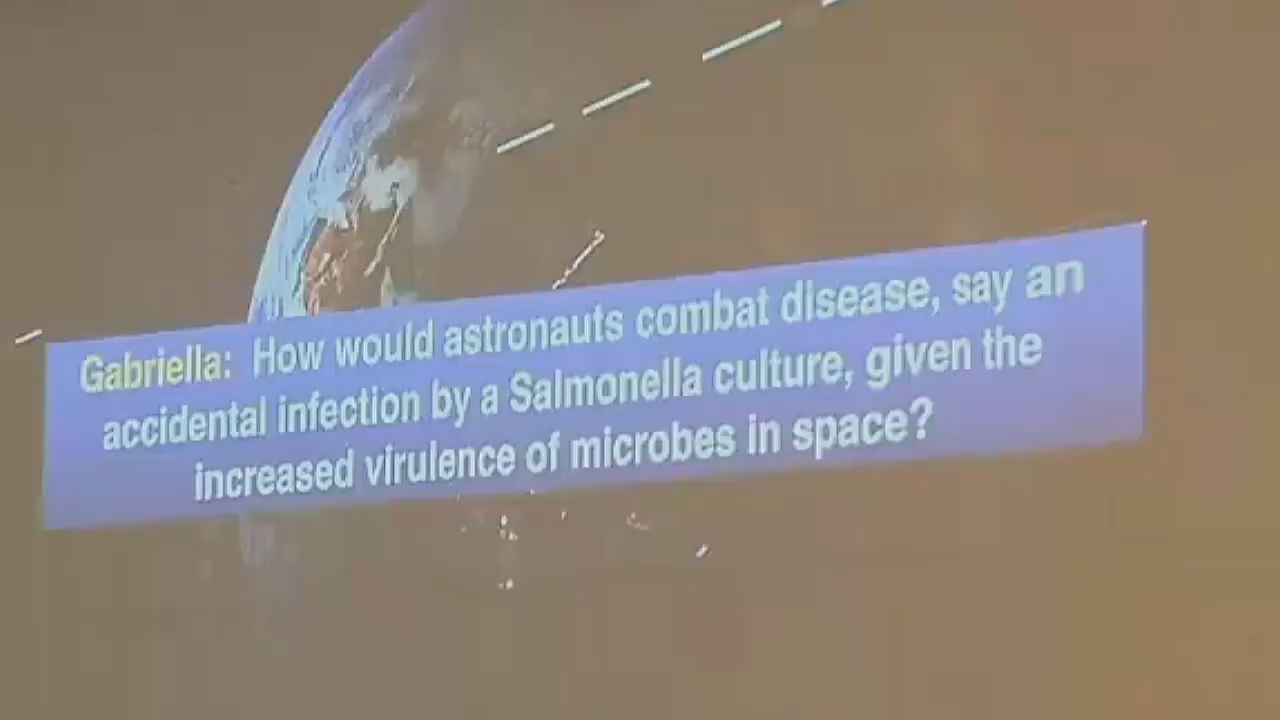 Gabriella: How would astronauts combat disease, say an
accidental infection by a Salmonella culture, given the
increased virulence of microbes in space?